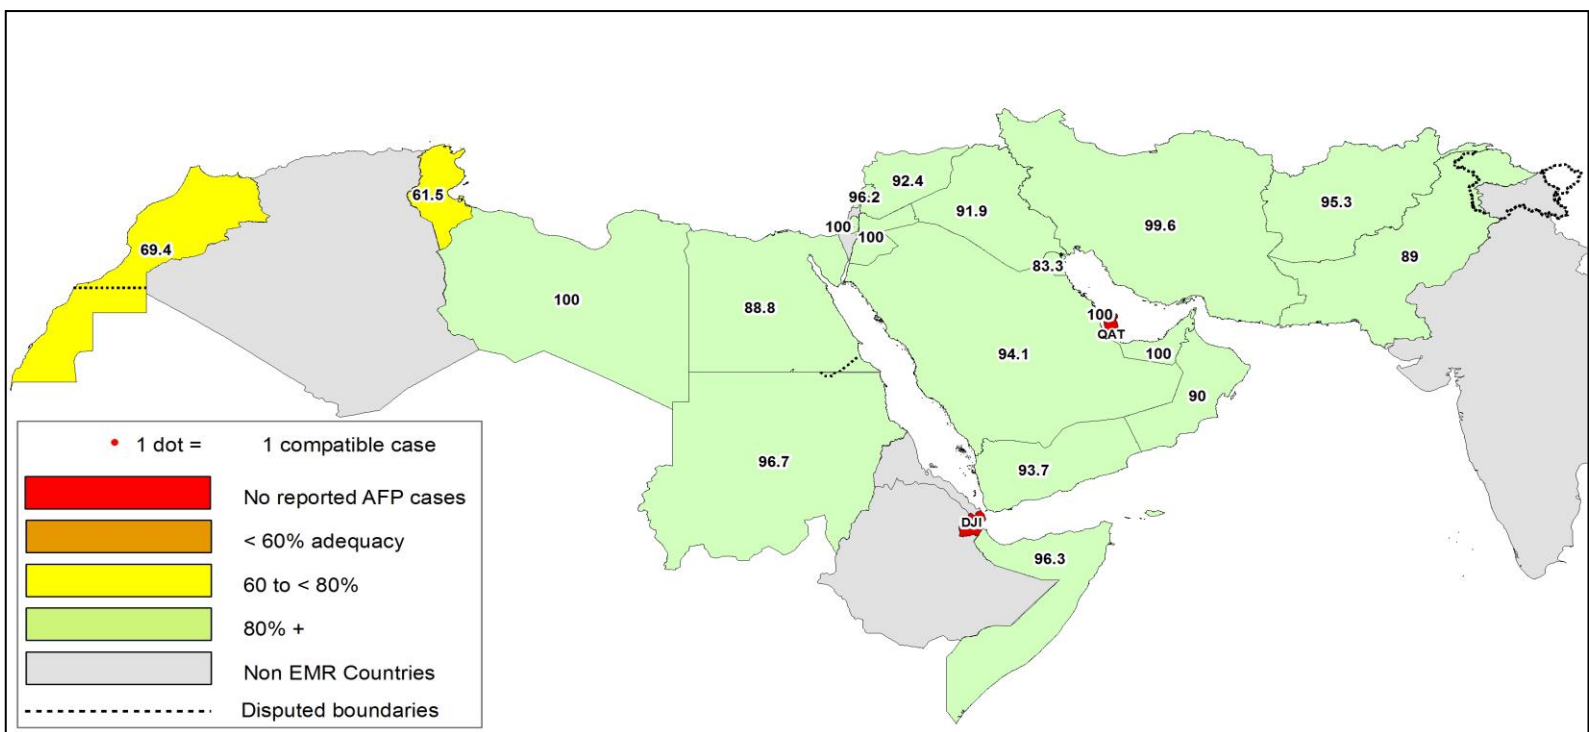 61.5
92.4
96.2
95.3
91.9
99.6
100
100
69.4
89
83.3
100
88.8
100
QAT
94.1
100
90
96.7
93.7
DJI
96.3
1 dot = 1 compatible case
No reported AFP cases
< 60% adequacy
60 to < 80%
80% +
Non EMR Countries
Disputed boundaries